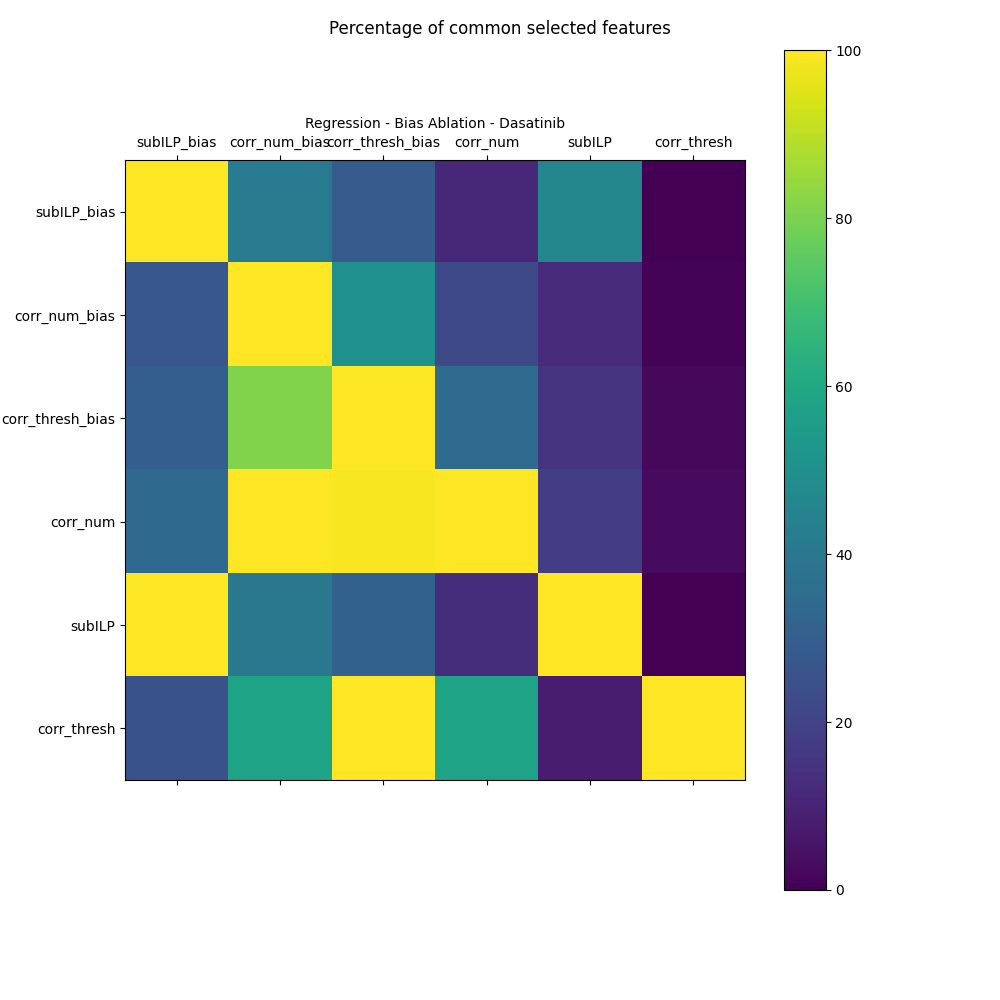 Percentage of common selected features
Regression - Bias Ablation - Dasatinib
subILP_bias corr_num_bias corr_thresh_bias corr_num subILP corr_thresh
subILP_bias
corr_num_bias
corr_thresh_bias
corr_num
subILP
corr_thresh
100
80
60
40
20
0